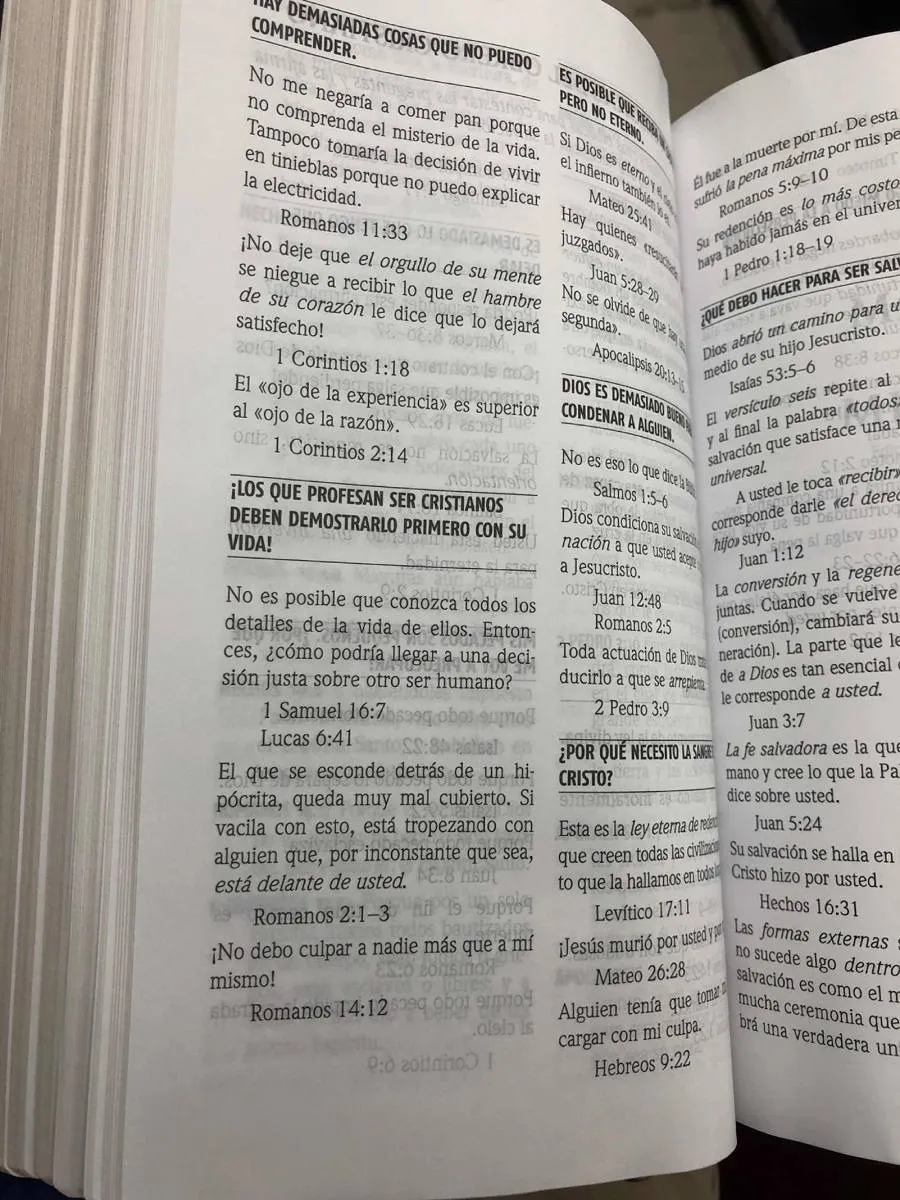 HAY DEMASIADAS COSAS QUE NO PUEDO
COMPRENDER.
No me negaría a comer pan porque
no comprenda el misterio de la vida.
Tampoco tomaría la decisión de vivir
en tinieblas porque no puedo explicar
la electricidad.
Romanos 11:33
¡No deje que el orgullo de su mente
se niegue a recibir lo que el hambre
de su corazón le dice que lo dejará
satisfecho!
1 Corintios 1:18
El «ojo de la experiencia» es superior
al «ojo de la razón».
1 Corintios 2:14
¡LOS QUE PROFESAN SER CRISTIANOS
DEBEN DEMOSTRARLO PRIMERO CON SU
VIDA!
No es posible que conozca todos los
detalles de la vida de ellos. Enton-
ces, ¿cómo podría llegar a una deci-
sión justa sobre otro ser humano?
1 Samuel 16:7
Lucas 6:41
El que se esconde detrás de un hi-
pócrita, queda muy mal cubierto. Si
vacila con esto, está tropezando con
alguien que, por inconstante que sea,
está delante de usted.
Romanos 2:1–3
¡No debo culpar a nadie más que a mí
mismo!
Romanos 14:12
ES POSIBLE QUE RECIBA
PERO NO ETERNO.
Si Dios es eterno y el
el infierno también lo
Mateo 25:41
Hay quienes
juzgados».
Juan 5:28–29
No se olvide de que hay
segunda».
Apocalipsis 20:13–
DIOS ES DEMASIADO BUENO
CONDENAR A ALGUIEN.
No es eso lo que dice la
Salmos 1:5–6
Dios condiciona su
nación a que usted acepte
a Jesucristo.
Juan 12:48
Romanos 2:5
Toda actuación de Dios
ducirlo a que se arrepienta.
2 Pedro 3:9
¿POR QUÉ NECESITO LA SANGRE
CRISTO?
Esta es la ley eterna de
que creen todas las
to que la hallamos en todos
Levítico 17:11
¡Jesús murió por usted y
Mateo 26:28
Alguien tenía que tomar
cargar con mi culpa.
Hebreos 9:22
Él fue a la muerte por mí. De esta
sufrió la pena máxima por mis
Romanos 5:9–10
Su redención es lo más
haya habido jamás en el
1 Pedro 1:18–19
¿QUÉ DEBO HACER PARA SER
Dios abrió un camino para
medio de su hijo Jesucristo.
Isaías 53:5–6
El versículo seis repite al
y al final la palabra «todos»
salvación que satisface una
universal.
A usted le toca «recibir»
corresponde darle «el
hijo» suyo.
Juan 1:12
La conversión y la
juntas. Cuando se vuelve
(conversión), cambiará su
neración). La parte que le
de a Dios es tan esencial
le corresponde a usted.
Juan 3:7
La fe salvadora es la que
mano y cree lo que la
dice sobre usted.
Juan 5:24
Su salvación se halla en
Cristo hizo por usted.
Hechos 16:31
Las formas externas
no sucede algo dentro
salvación es como el
mucha ceremonia que
brá una verdadera